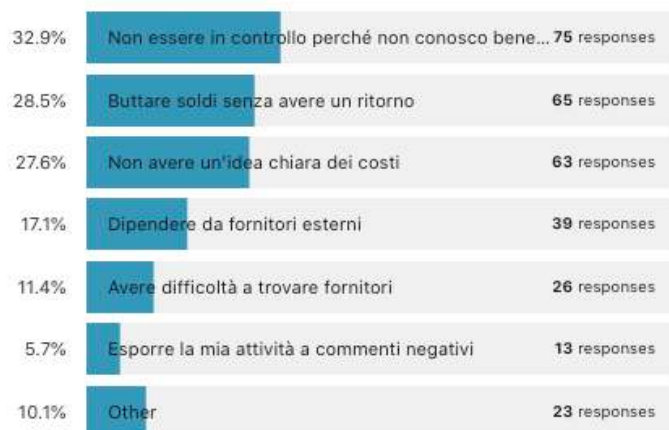 32.9% Non essere in controllo perché non conosco bene... 75 responses
28.5% Buttare soldi senza avere un ritorno 65 responses
27.6% Non avere un'idea chiara dei costi 63 responses
17.1% Dipendere da fornitori esterni 39 responses
11.4% Avere difficoltà a trovare fornitori 26 responses
5.7% Esporre la mia attività a commenti negativi 13 responses
10.1% Other 23 responses